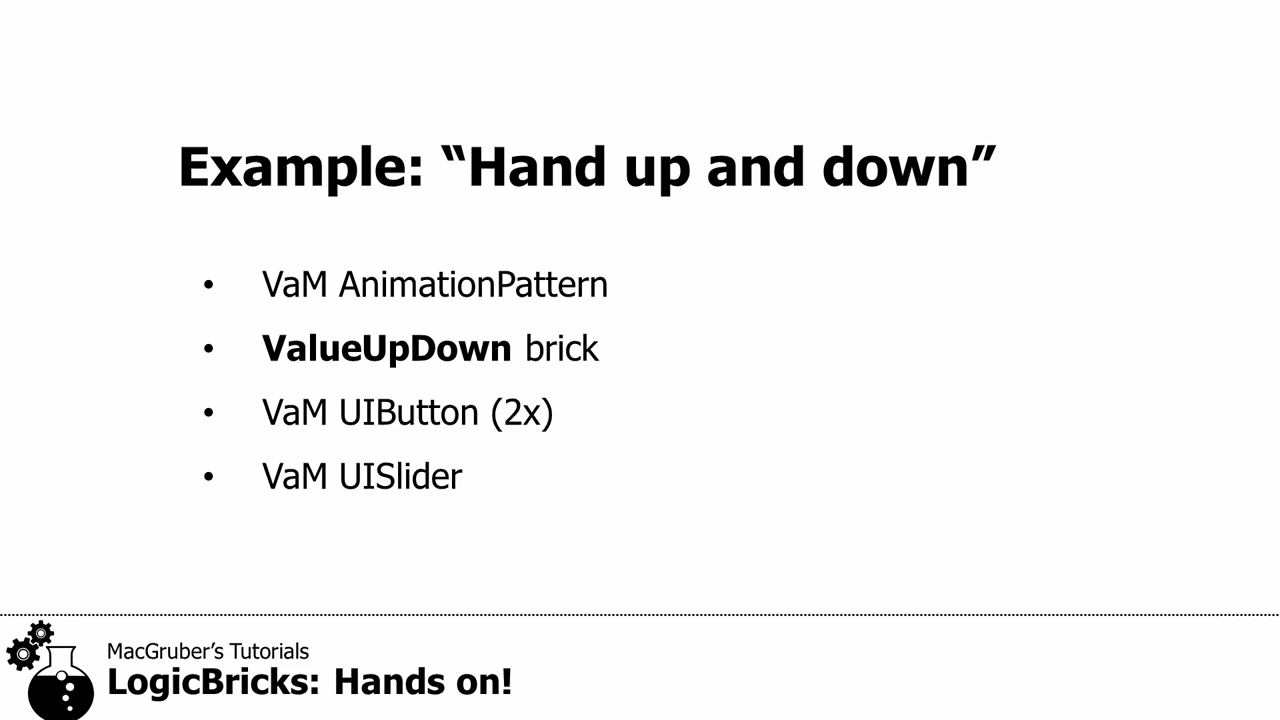 Example: “Hand up and down”
• VaM AnimationPattern
• ValueUpDown brick
• VaM UIButton (2x)
• VaM UISlider
MacGruber’s Tutorials
LogicBricks: Hands on!